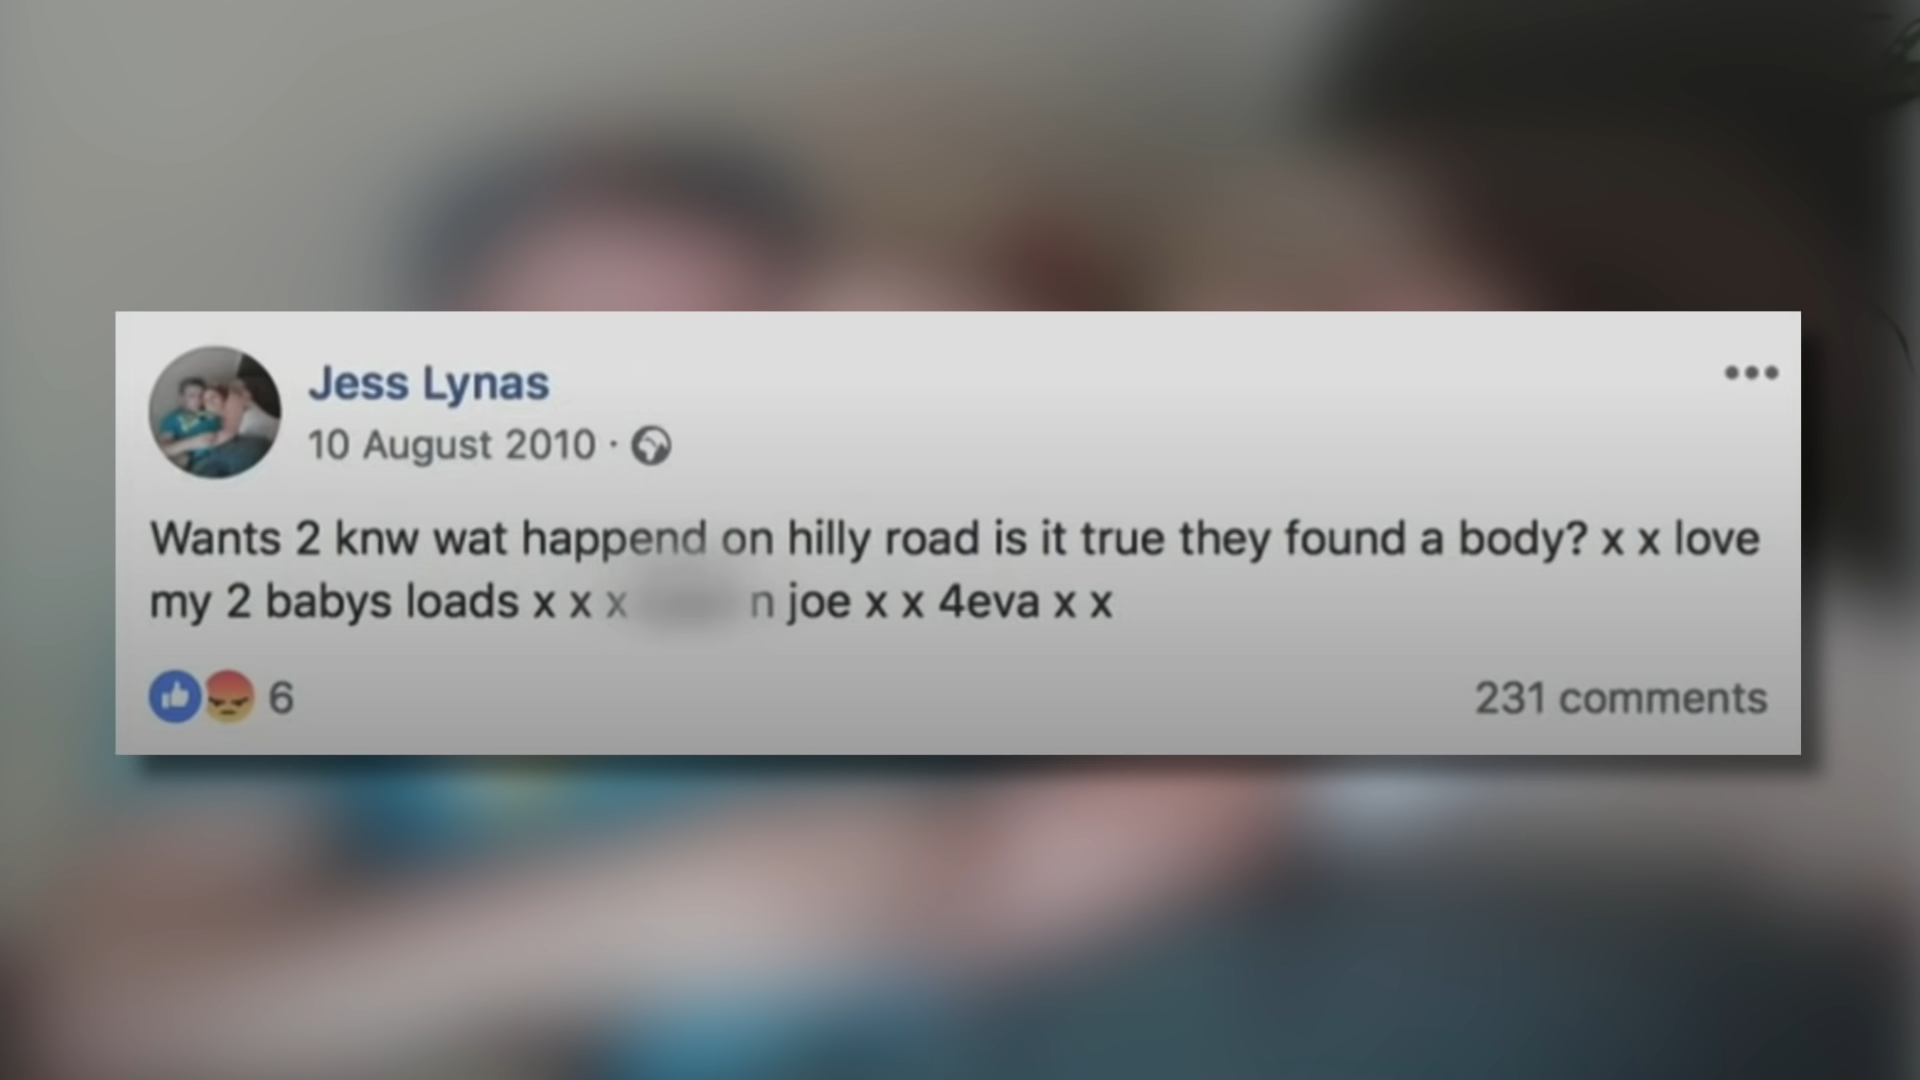 Jess Lynas
10 August 2010 ·
Wants 2 knw wat happend on hilly road is it true they found a body? x x love
my 2 babys loads x x x n joe x x 4eva x x
6
231 comments